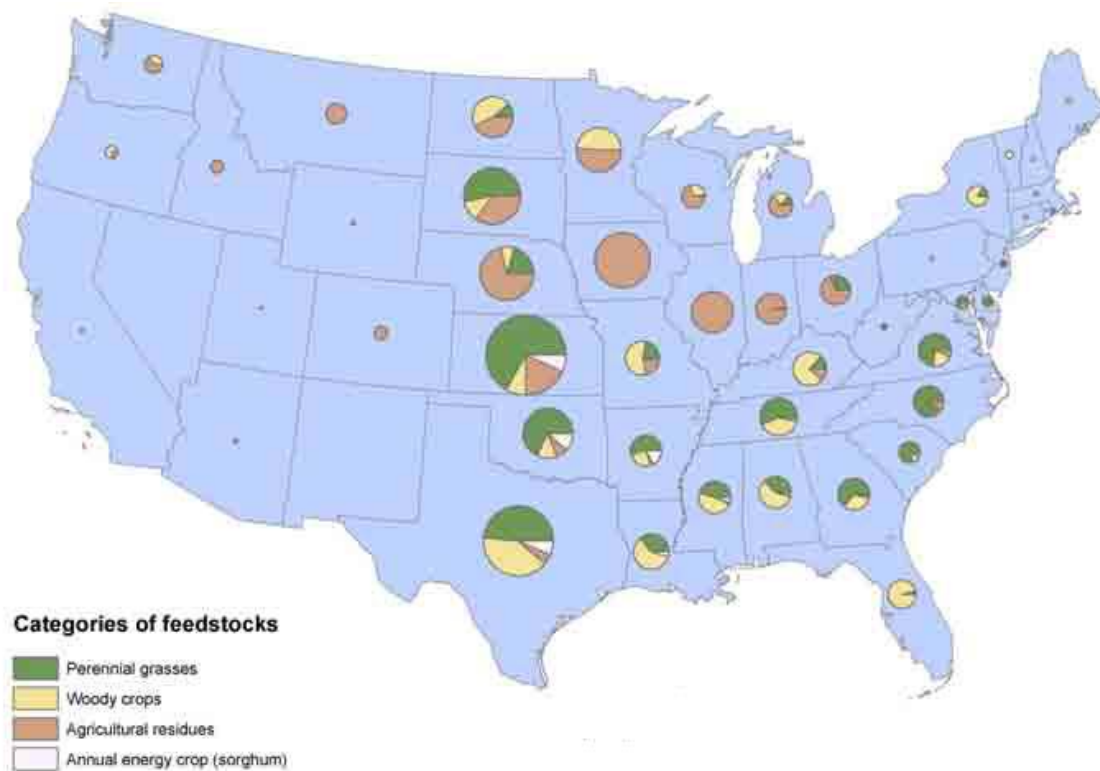 Categories of feedstocks
Perennial grasses
Woody crops
Agricultural residues
Annual energy crop (sorghum)